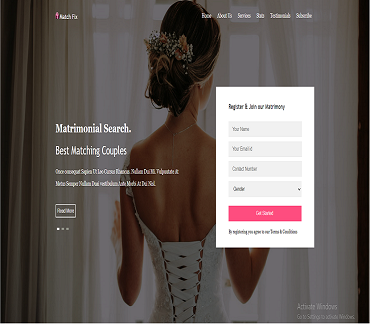 Match Fix
Home About Us Services Stats Testimonials Subscribe
Register & Join our Matrimony
Your Name
Your Email id
Contact Number
Gender
Get Started
By registering you agree to our Terms & Conditions
Matrimonial Search.
Best Matching Couples
Once consequat Sapien Ut Leo Cursus Rhoncus. Nullam Dui Mi, Vulputate At
Metus Semper Nullam Duei vestibulum Ante Morbi At Dui Nisl.
Read More
Activate Windows
Go to Settings to activate Windows.